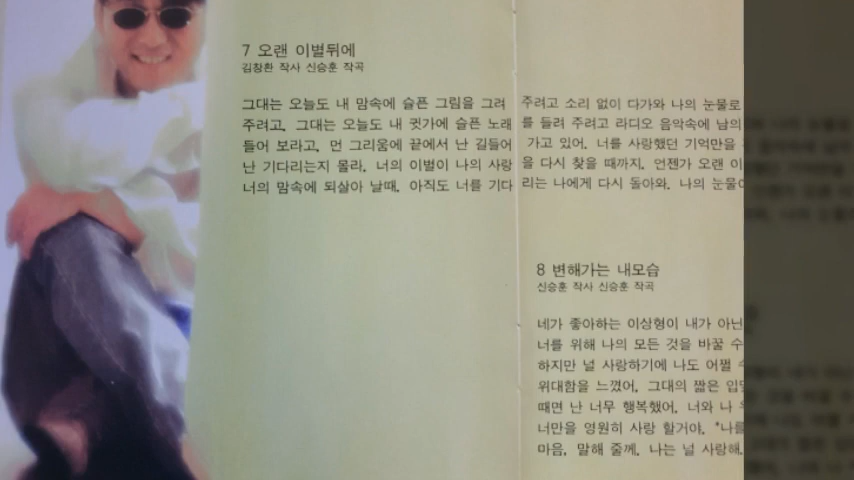 7 오랜 이별뒤에
김창환 작사 신승훈 작곡
그대는 오늘도 내 맘속에 슬픈 그림을 그려 주려고 소리 없이 다가와 나의 눈물로
주려고, 그대는 오늘도 내 귓가에 슬픈 노래를 들려 주려고 라디오 음악속에 남의
들어 보라고, 먼 그리움에 끝에서 난 길들어 가고 있어. 너를 사랑했던 기억만을
난 기다리는지 몰라. 너의 이별이 나의 사랑을 다시 찾을 때까지. 언젠가 오랜 이
너의 맘속에 되살아 날때, 아직도 너를 기다리는 나에게 다시 돌아와. 나의 눈물
8 변해가는 내모습
신승훈 작사 신승훈 작곡
네가 좋아하는 이상형이 내가 아닌
너를 위해 나의 모든 것을 바꿀 수
하지만 널 사랑하기에 나도 어쩔
위대함을 느꼈어, 그대의 짧은
때면 난 너무 행복했어. 너와 나
너만을 영원히 사랑 할거야. *나를
마음, 말해 줄께, 나는 널 사랑해.